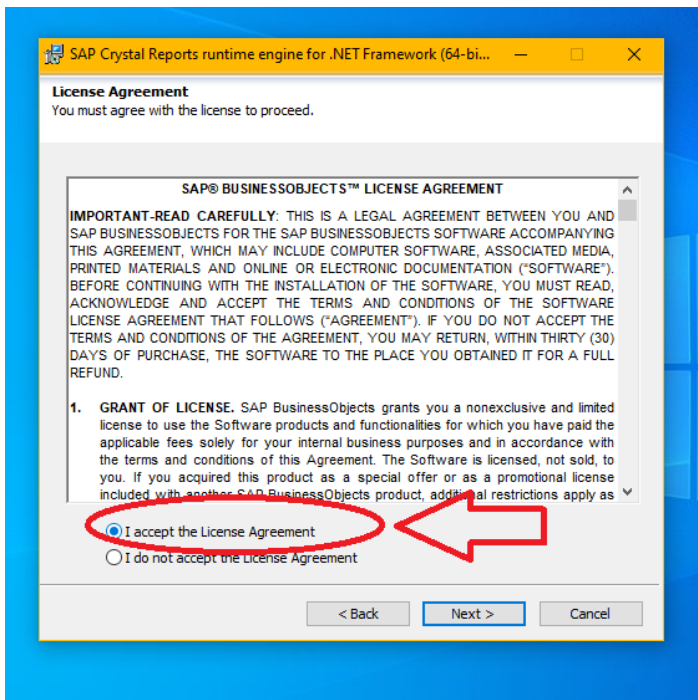 SAP Crystal Reports runtime engine for .NET Framework (64-bi...
License Agreement
You must agree with the license to proceed.
SAP® BUSINESSOBJECTS™ LICENSE AGREEMENT
IMPORTANT-READ CAREFULLY: THIS IS A LEGAL AGREEMENT BETWEEN YOU AND
SAP BUSINESSOBJECTS FOR THE SAP BUSINESSOBJECTS SOFTWARE ACCOMPANYING
THIS AGREEMENT, WHICH MAY INCLUDE COMPUTER SOFTWARE, ASSOCIATED MEDIA,
PRINTED MATERIALS AND ONLINE OR ELECTRONIC DOCUMENTATION ("SOFTWARE").
BEFORE CONTINUING WITH THE INSTALLATION OF THE SOFTWARE, YOU MUST READ,
ACKNOWLEDGE AND ACCEPT THE TERMS AND CONDITIONS OF THE SOFTWARE
LICENSE AGREEMENT THAT FOLLOWS ("AGREEMENT"). IF YOU DO NOT ACCEPT THE
TERMS AND CONDITIONS OF THE AGREEMENT, YOU MAY RETURN, WITHIN THIRTY (30)
DAYS OF PURCHASE, THE SOFTWARE TO THE PLACE YOU OBTAINED IT FOR A FULL
REFUND.
1. GRANT OF LICENSE. SAP BusinessObjects grants you a nonexclusive and limited
license to use the Software products and functionalities for which you have paid the
applicable fees solely for your internal business purposes and in accordance with
the terms and conditions of this Agreement. The Software is licensed, not sold, to
you. If you acquired this product as a special offer or as a promotional license
included with another SAP BusinessObjects product, additional restrictions apply as
I accept the License Agreement
I do not accept the License Agreement
< Back Next > Cancel